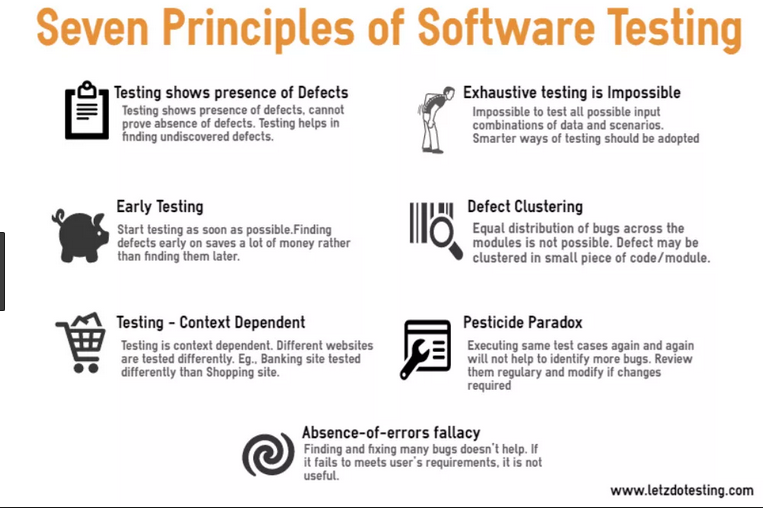 Seven Principles of Software Testing
Testing shows presence of Defects
Testing shows presence of defects, cannot
prove absence of defects. Testing helps in
finding undiscovered defects.
Exhaustive testing is Impossible
Impossible to test all possible input
combinations of data and scenarios.
Smarter ways of testing should be adopted
Early Testing
Start testing as soon as possible.Finding
defects early on saves a lot of money rather
than finding them later.
Defect Clustering
Equal distribution of bugs across the
modules is not possible. Defect may be
clustered in small piece of code/module.
Testing - Context Dependent
Testing is context dependent. Different websites
are tested differently. Eg., Banking site tested
differently than Shopping site.
Pesticide Paradox
Executing same test cases again and again
will not help to identify more bugs. Review
them regulary and modify if changes
required
Absence-of-errors fallacy
Finding and fixing many bugs doesn't help. If
it fails to meets user's requirements, it is not
useful.
www.letzdotesting.com